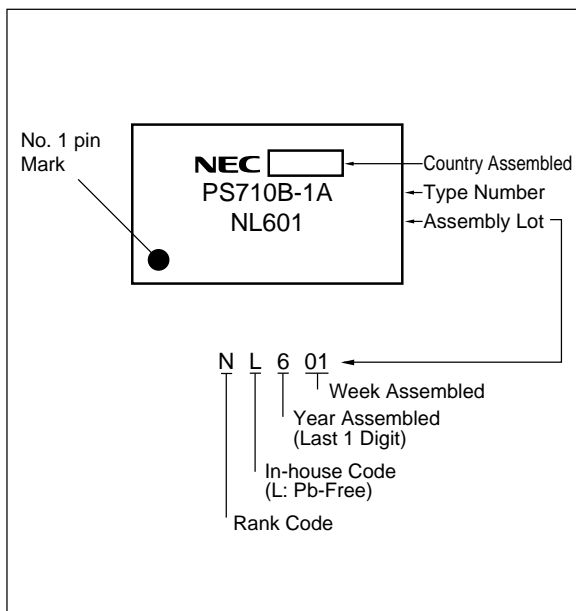 No. 1 pin
Mark
NEC
Country Assembled
PS710B-1A
Type Number
NL601
Assembly Lot
N L 6 01
Week Assembled
Year Assembled
(Last 1 Digit)
In-house Code
(L: Pb-Free)
Rank Code